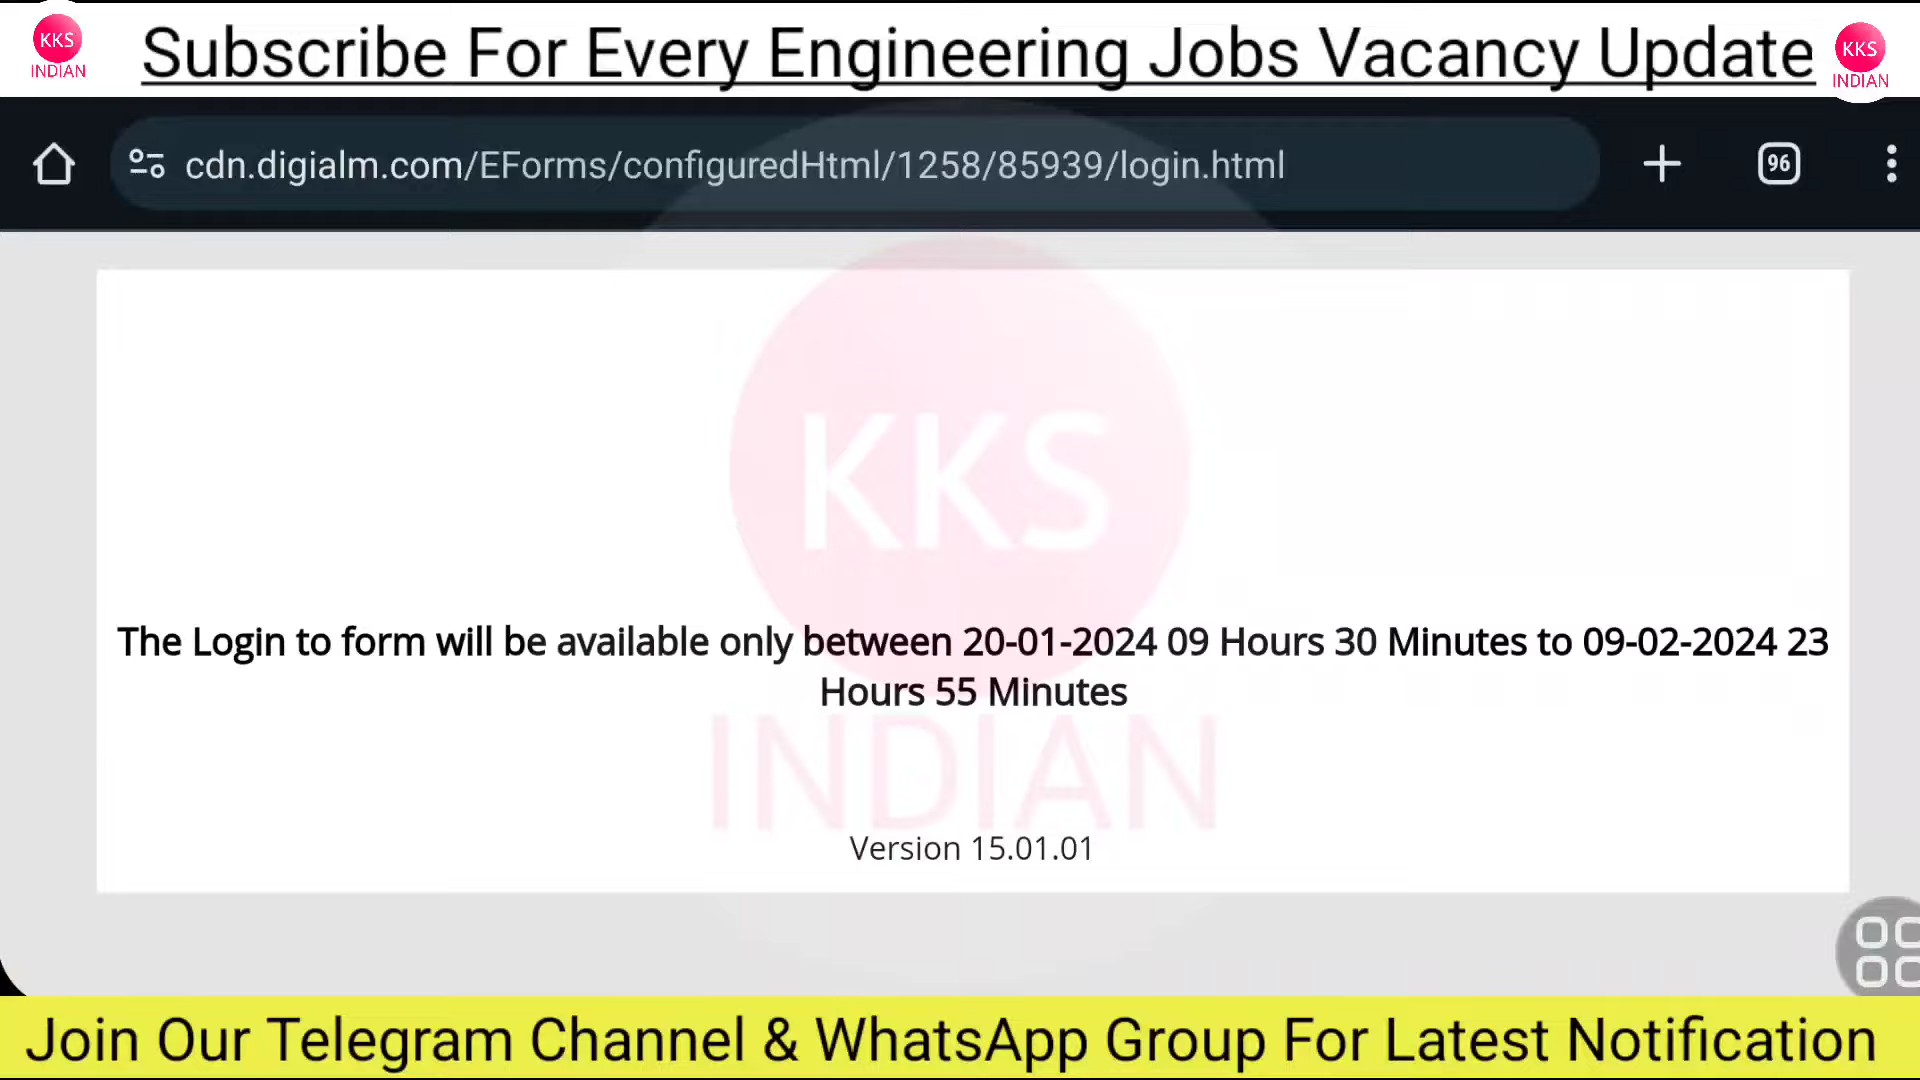 KKS
INDIAN
Subscribe For Every Engineering Jobs Vacancy Update
KKS
INDIAN
cdn.digialm.com/EForms/configuredHtml/1258/85939/login.html
96
KKS
INDIAN
The Login to form will be available only between 20-01-2024 09 Hours 30 Minutes to 09-02-2024 23
Hours 55 Minutes
Version 15.01.01
Join Our Telegram Channel & WhatsApp Group For Latest Notification